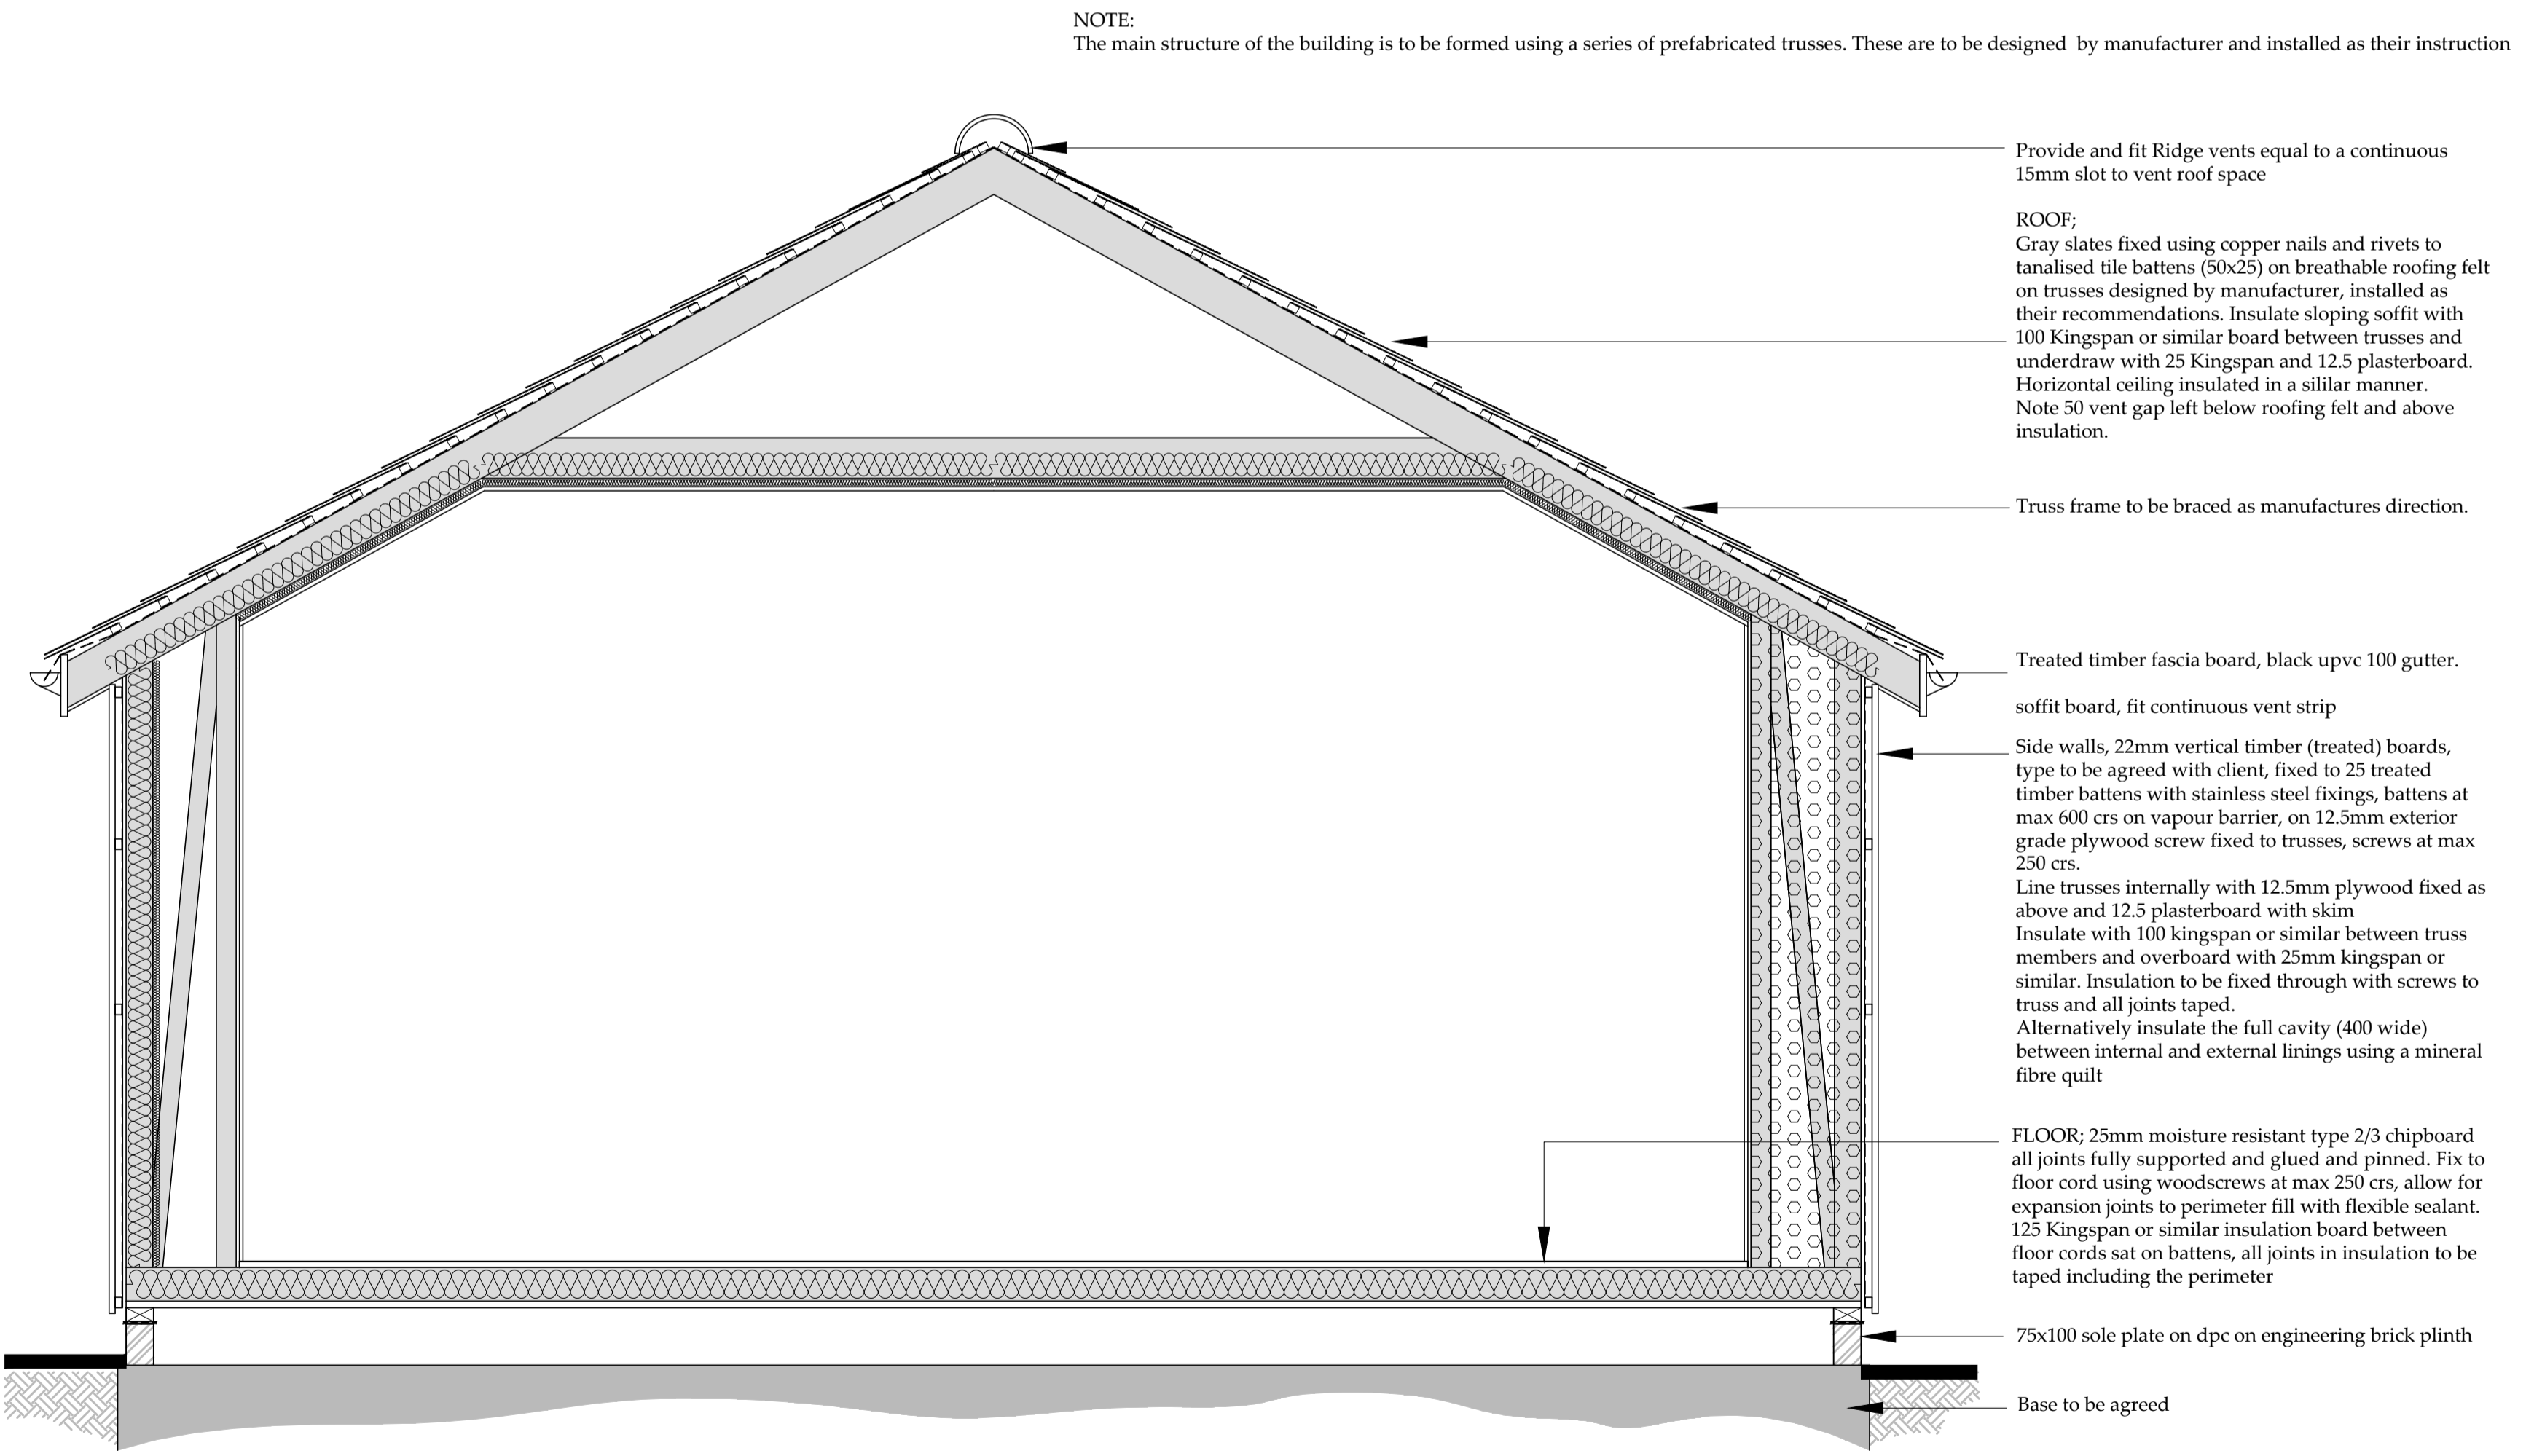 NOTE:
The main structure of the building is to be formed using a series of prefabricated trusses. These are to be designed  by manufacturer and installed as their instruction
Provide and fit Ridge vents equal to a continuous
15mm slot to vent roof space
ROOF;
Gray slates fixed using copper nails and rivets to
tanalised tile battens (50x25) on breathable roofing felt
on trusses designed by manufacturer, installed as
their recommendations. Insulate sloping soffit with
100 Kingspan or similar board between trusses and
underdraw with 25 Kingspan and 12.5 plasterboard.
Horizontal ceiling insulated in a sililar manner.
Note 50 vent gap left below roofing felt and above
insulation.
Truss frame to be braced as manufactures direction.
Treated timber fascia board, black upvc 100 gutter.
soffit board, fit continuous vent strip
Side walls, 22mm vertical timber (treated) boards,
type to be agreed with client, fixed to 25 treated
timber battens with stainless steel fixings, battens at
max 600 crs on vapour barrier, on 12.5mm exterior
grade plywood screw fixed to trusses, screws at max
250 crs.
Line trusses internally with 12.5mm plywood fixed as
above and 12.5 plasterboard with skim
Insulate with 100 kingspan or similar between truss
members and overboard with 25mm kingspan or
similar. Insulation to be fixed through with screws to
truss and all joints taped.
Alternatively insulate the full cavity (400 wide)
between internal and external linings using a mineral
fibre quilt
FLOOR; 25mm moisture resistant type 2/3 chipboard
all joints fully supported and glued and pinned. Fix to
floor cord using woodscrews at max 250 crs, allow for
expansion joints to perimeter fill with flexible sealant.
125 Kingspan or similar insulation board between
floor cords sat on battens, all joints in insulation to be
taped including the perimeter
75x100 sole plate on dpc on engineering brick plinth
Base to be agreed